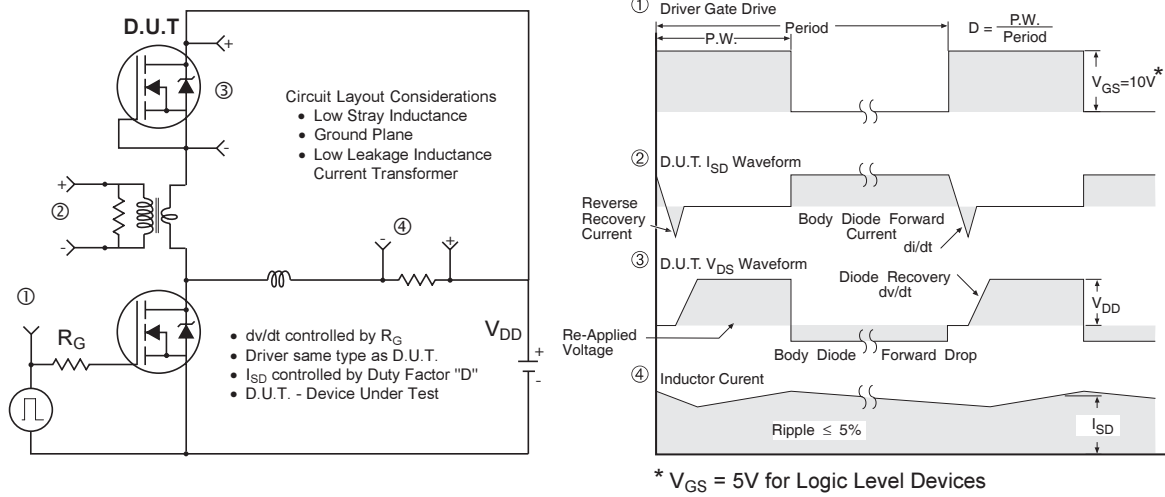 D.U.T
+
③
-
Circuit Layout Considerations
• Low Stray Inductance
• Ground Plane
• Low Leakage Inductance
Current Transformer
+
②
-
④
-
+
①
R_G
V_DD
+
-
• dv/dt controlled by R_G
• Driver same type as D.U.T.
• I_SD controlled by Duty Factor "D"
• D.U.T. - Device Under Test
① Driver Gate Drive
P.W.
Period
D = P.W. / Period
V_GS=10V*
② D.U.T. I_SD Waveform
Reverse
Recovery
Current
Body Diode Forward
Current
di/dt
③ D.U.T. V_DS Waveform
Diode Recovery
dv/dt
V_DD
Re-Applied
Voltage
Body Diode Forward Drop
④ Inductor Curent
Ripple ≤ 5%
I_SD
* V_GS = 5V for Logic Level Devices